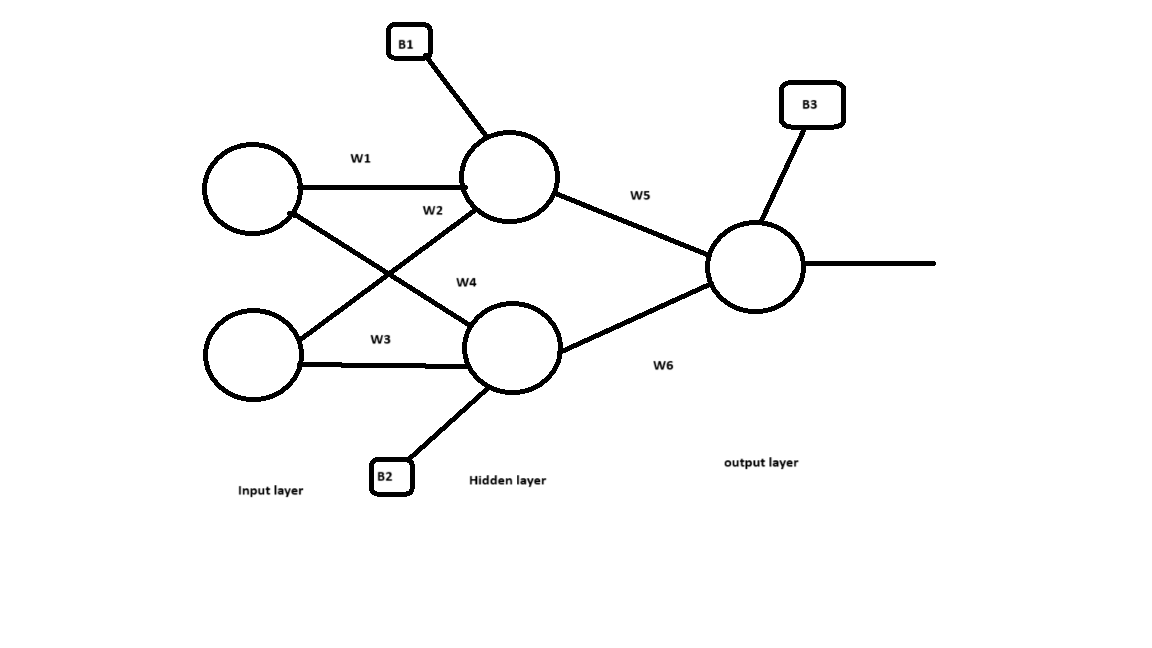 B1
B3
W1
W5
W2
W4
W3
W6
output layer
B2
Hidden layer
Input layer